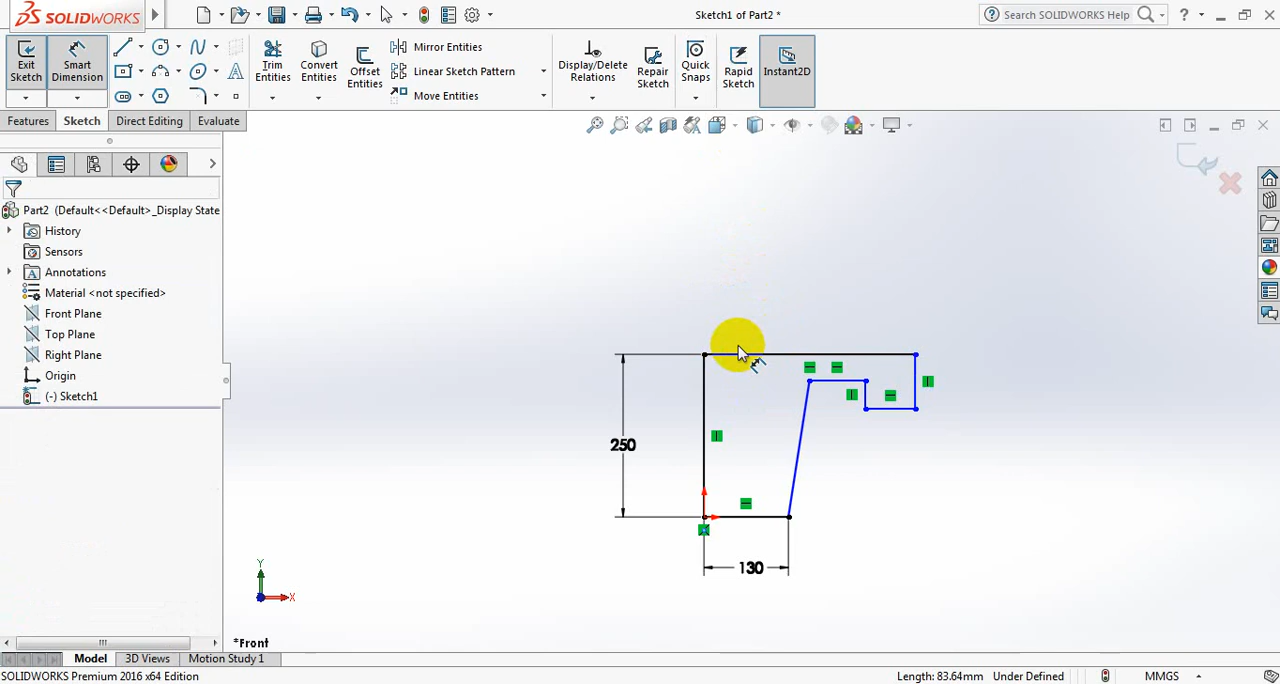 SOLIDWORKS
Sketch1 of Part2 *
Search SOLIDWORKS Help
?
Exit Sketch
Smart Dimension
Trim Entities
Convert Entities
Offset Entities
Mirror Entities
Linear Sketch Pattern
Move Entities
Display/Delete Relations
Repair Sketch
Quick Snaps
Rapid Sketch
Instant2D
Features
Sketch
Direct Editing
Evaluate
Part2 (Default<<Default>_Display State
History
Sensors
Annotations
Material <not specified>
Front Plane
Top Plane
Right Plane
Origin
(-) Sketch1
250
130
Y
X
*Front
Model
3D Views
Motion Study 1
SOLIDWORKS Premium 2016 x64 Edition
Length: 83.64mm
Under Defined
MMGS